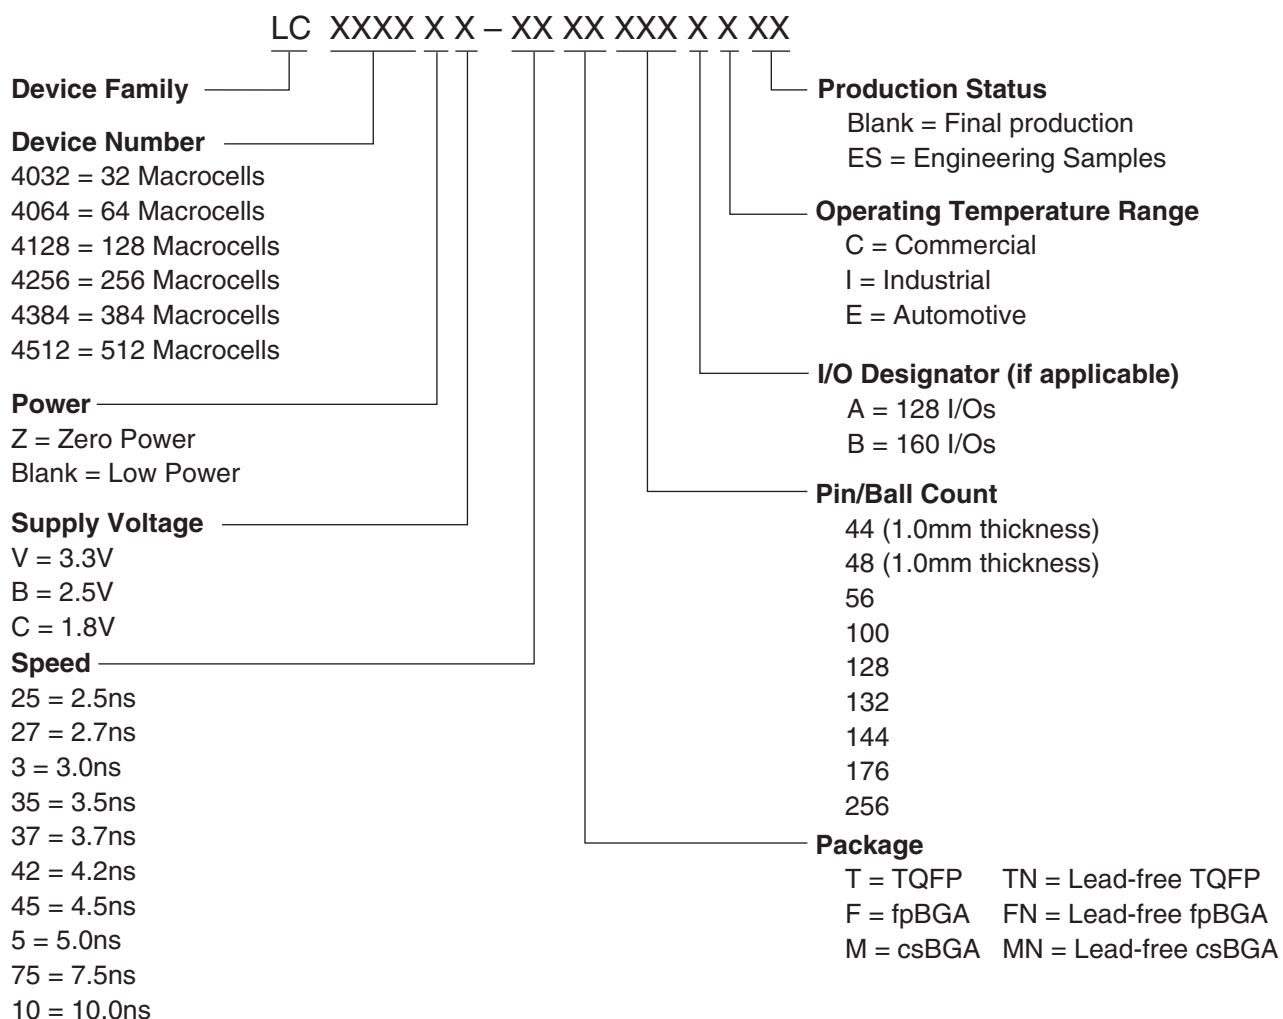 LC XXXX X X – XX XX XXX X X XX
Device Family
Device Number
4032 = 32 Macrocells
4064 = 64 Macrocells
4128 = 128 Macrocells
4256 = 256 Macrocells
4384 = 384 Macrocells
4512 = 512 Macrocells
Power
Z = Zero Power
Blank = Low Power
Supply Voltage
V = 3.3V
B = 2.5V
C = 1.8V
Speed
25 = 2.5ns
27 = 2.7ns
3 = 3.0ns
35 = 3.5ns
37 = 3.7ns
42 = 4.2ns
45 = 4.5ns
5 = 5.0ns
75 = 7.5ns
10 = 10.0ns
Production Status
Blank = Final production
ES = Engineering Samples
Operating Temperature Range
C = Commercial
I = Industrial
E = Automotive
I/O Designator (if applicable)
A = 128 I/Os
B = 160 I/Os
Pin/Ball Count
44 (1.0mm thickness)
48 (1.0mm thickness)
56
100
128
132
144
176
256
Package
T = TQFP TN = Lead-free TQFP
F = fpBGA FN = Lead-free fpBGA
M = csBGA MN = Lead-free csBGA